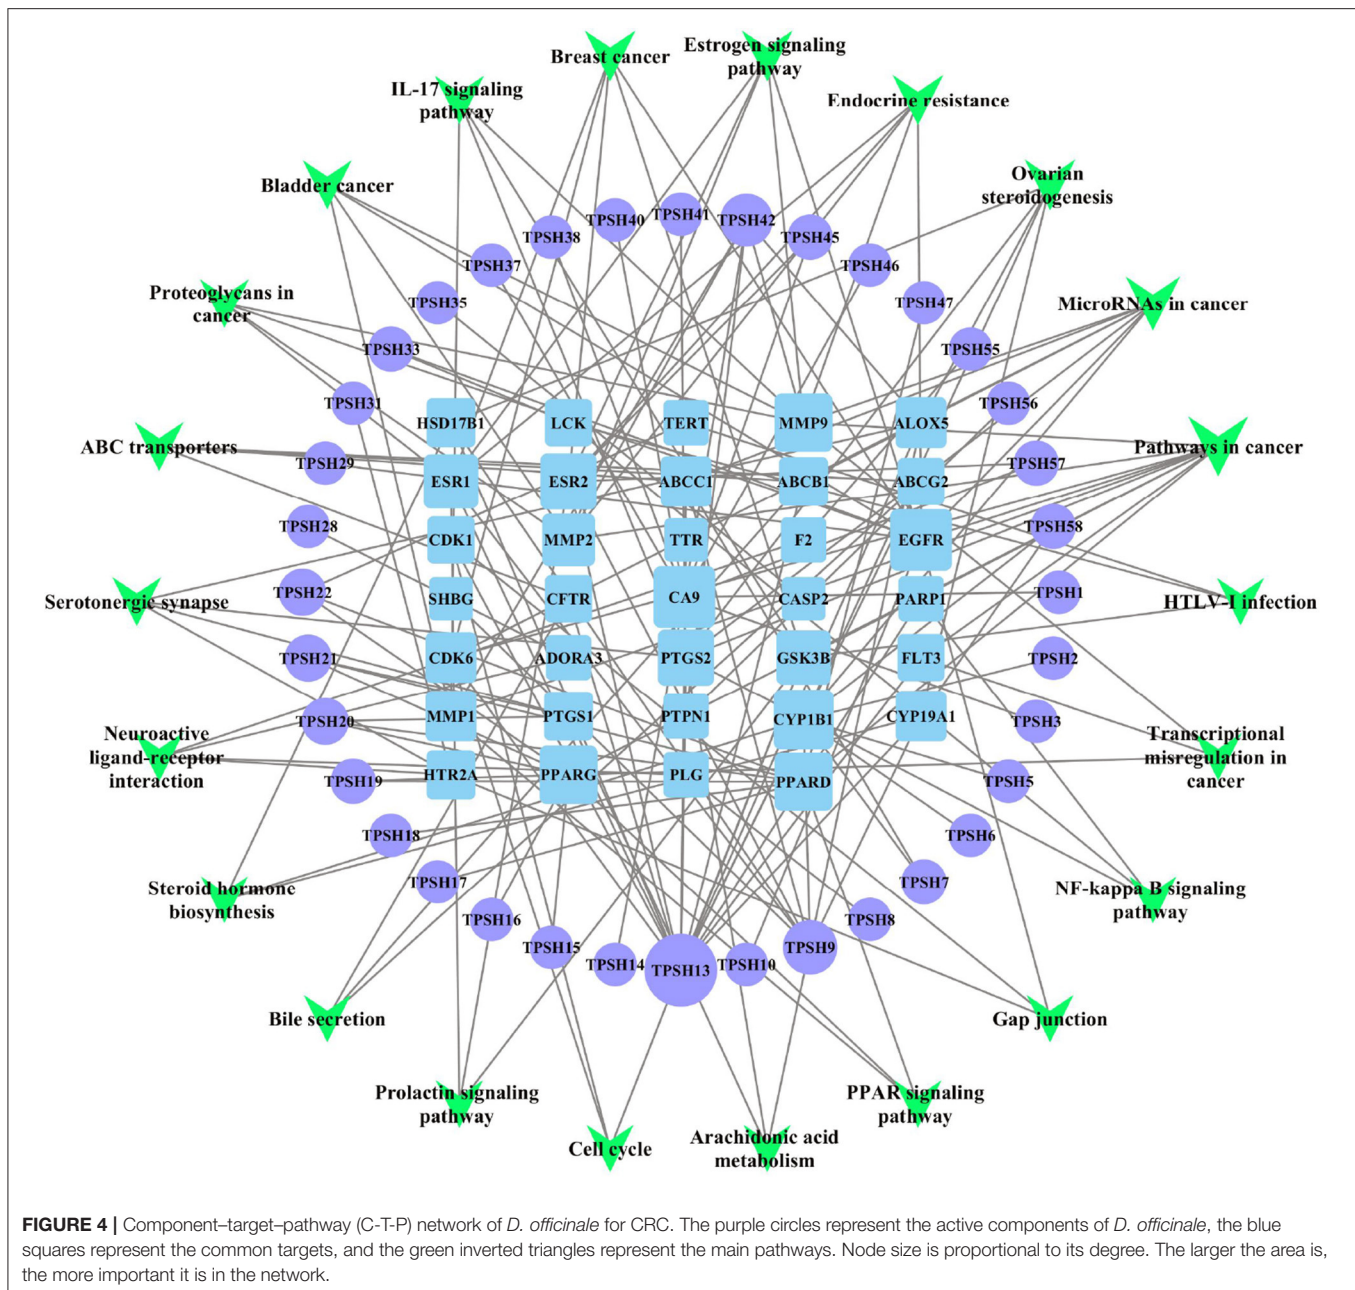 Breast cancer
Estrogen signaling
pathway
IL-17 signaling
pathway
Endocrine resistance
Bladder cancer
Ovarian
steroidogenesis
Proteoglycans in
cancer
MicroRNAs in cancer
ABC transporters
Pathways in cancer
Serotonergic synapse
HTLV-I infection
Neuroactive
ligand-receptor
interaction
Transcriptional
misregulation in
cancer
Steroid hormone
biosynthesis
NF-kappa B signaling
pathway
Bile secretion
Gap junction
Prolactin signaling
pathway
PPAR signaling
pathway
Cell cycle
Arachidonic acid
metabolism
TPSH38
TPSH40
TPSH41
TPSH42
TPSH45
TPSH37
TPSH46
TPSH35
TPSH47
TPSH33
TPSH55
TPSH31
TPSH56
TPSH29
TPSH57
TPSH28
TPSH58
TPSH22
TPSH1
TPSH21
TPSH2
TPSH20
TPSH3
TPSH19
TPSH5
TPSH18
TPSH6
TPSH17
TPSH7
TPSH16
TPSH8
TPSH15
TPSH14
TPSH13
TPSH10
TPSH9
HSD17B1
LCK
TERT
MMP9
ALOX5
ESR1
ESR2
ABCC1
ABCB1
ABCG2
CDK1
MMP2
TTR
F2
EGFR
SHBG
CFTR
CA9
CASP2
PARP1
CDK6
ADORA3
PTGS2
GSK3B
FLT3
MMP1
PTGS1
PTPN1
CYP1B1
CYP19A1
HTR2A
PPARG
PLG
PPARD
FIGURE 4 | Component–target–pathway (C-T-P) network of D. officinale for CRC. The purple circles represent the active components of D. officinale, the blue
squares represent the common targets, and the green inverted triangles represent the main pathways. Node size is proportional to its degree. The larger the area is,
the more important it is in the network.